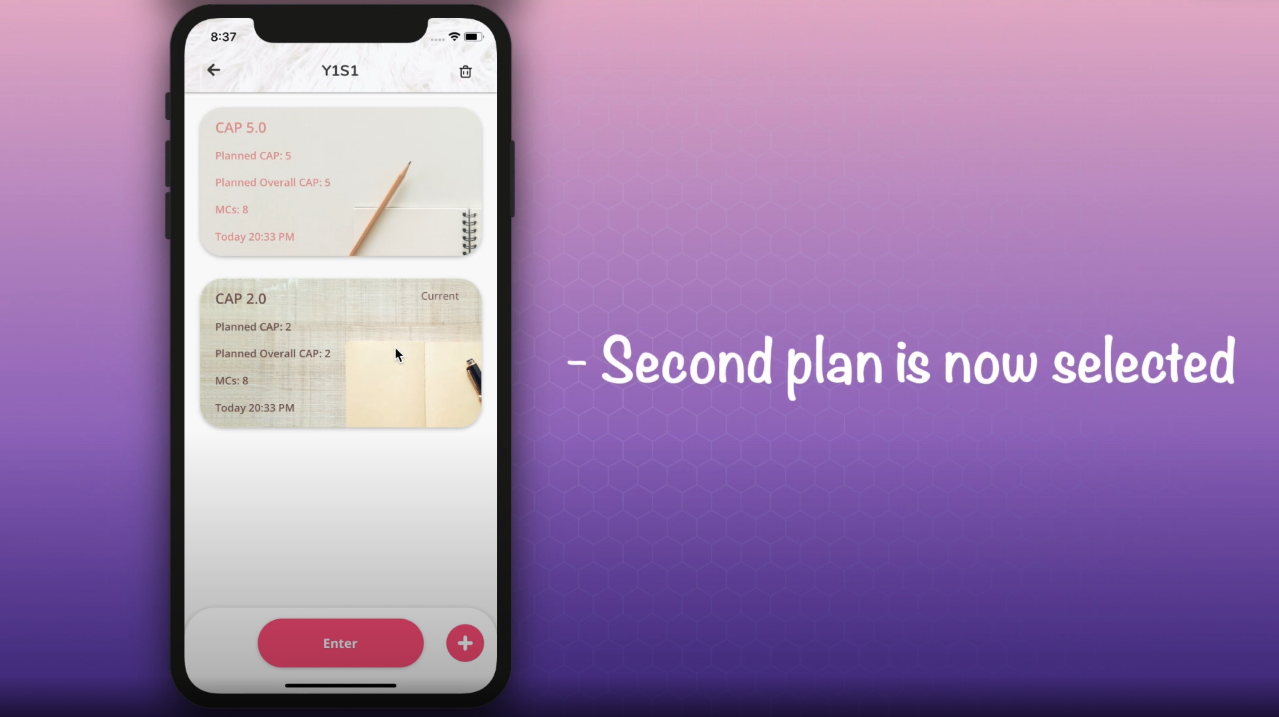 8:37
Y1S1
CAP 5.0
Planned CAP: 5
Planned Overall CAP: 5
MCs: 8
Today 20:33 PM
CAP 2.0
Current
Planned CAP: 2
Planned Overall CAP: 2
MCs: 8
Today 20:33 PM
- Second plan is now selected
Enter